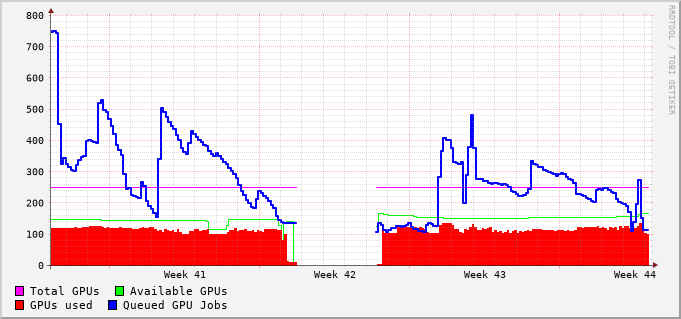 800
700
600
500
400
300
200
100
0
Week 41 Week 42 Week 43 Week 44
Total GPUs Available GPUs
GPUs used Queued GPU Jobs
RRDTOOL / TOBI OETIKER